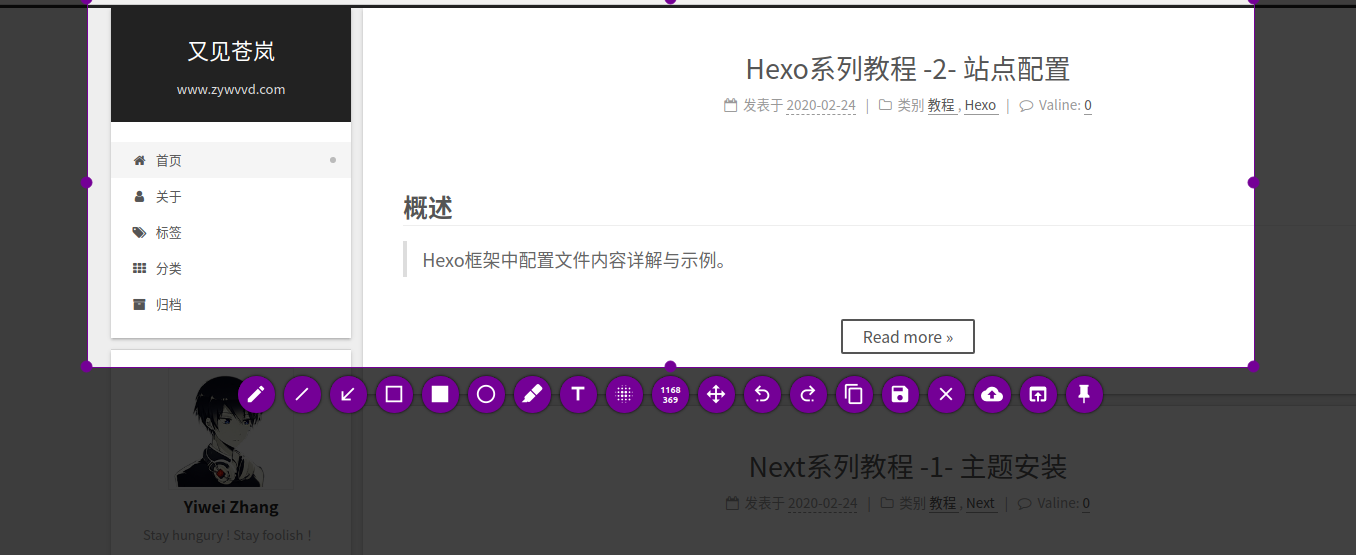 又见苍岚
www.zywvvd.com
首页
关于
标签
分类
归档
Hexo系列教程 -2- 站点配置
发表于 2020-02-24 | 类别 教程 , Hexo | Valine: 0
概述
Hexo框架中配置文件内容详解与示例。
Read more »
T
1168
369
Yiwei Zhang
Stay hungury ! Stay foolish !
Next系列教程 -1- 主题安装
发表于 2020-02-24 | 类别 教程 , Next | Valine: 0